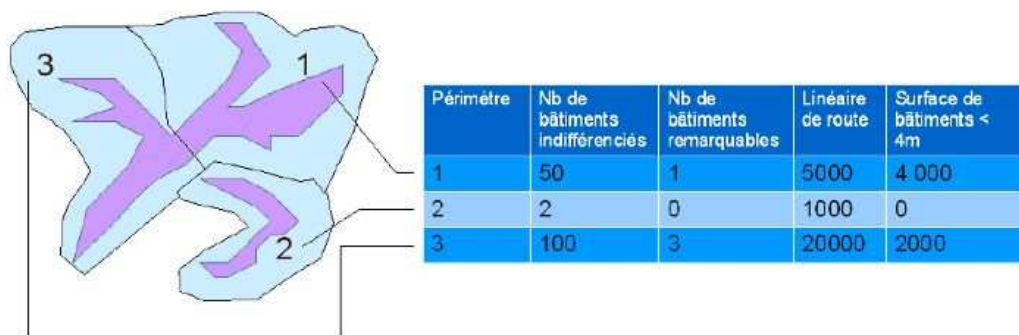 3
1
2
Périmètre
Nb de
bâtiments
indifférenciés
Nb de
bâtiments
remarquables
Linéaire
de route
Surface de
bâtiments <
4m
1 50 1 5000 4 000
2 2 0 1000 0
3 100 3 20000 2000